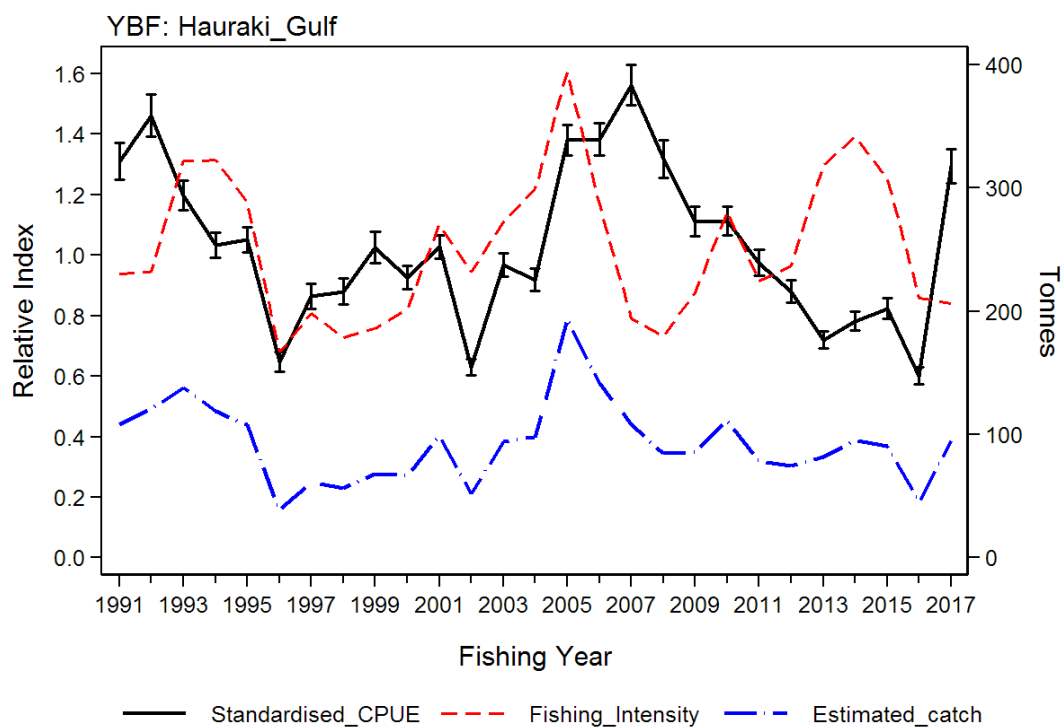 YBF: Hauraki_Gulf
1.6
1.4
1.2
1.0
0.8
0.6
0.4
0.2
0.0
Relative Index
400
300
200
100
0
Tonnes
1991 1993 1995 1997 1999 2001 2003 2005 2007 2009 2011 2013 2015 2017
Fishing Year
Standardised_CPUE Fishing_Intensity Estimated_catch